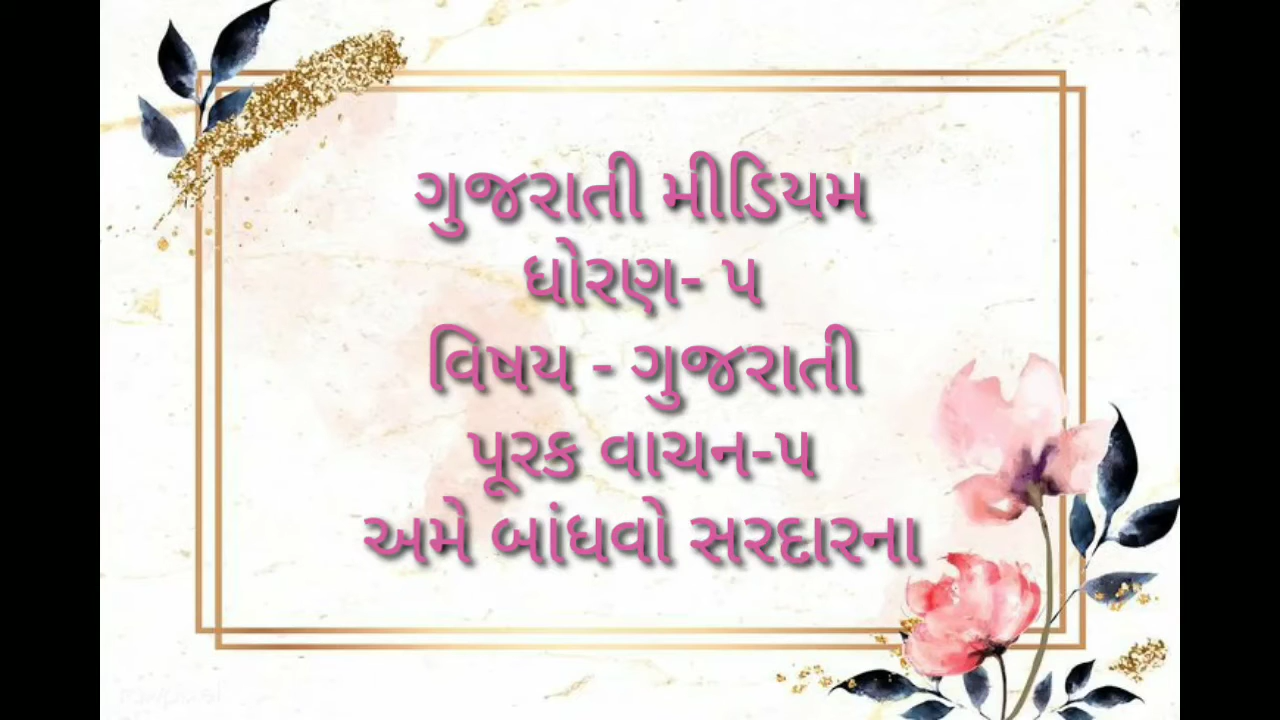 ગુજરાતી મીડિયમ
ધોરણ- ૫
વિષય - ગુજરાતી
પૂરક વાચન-૫
અમે બાંધવો સરદારના